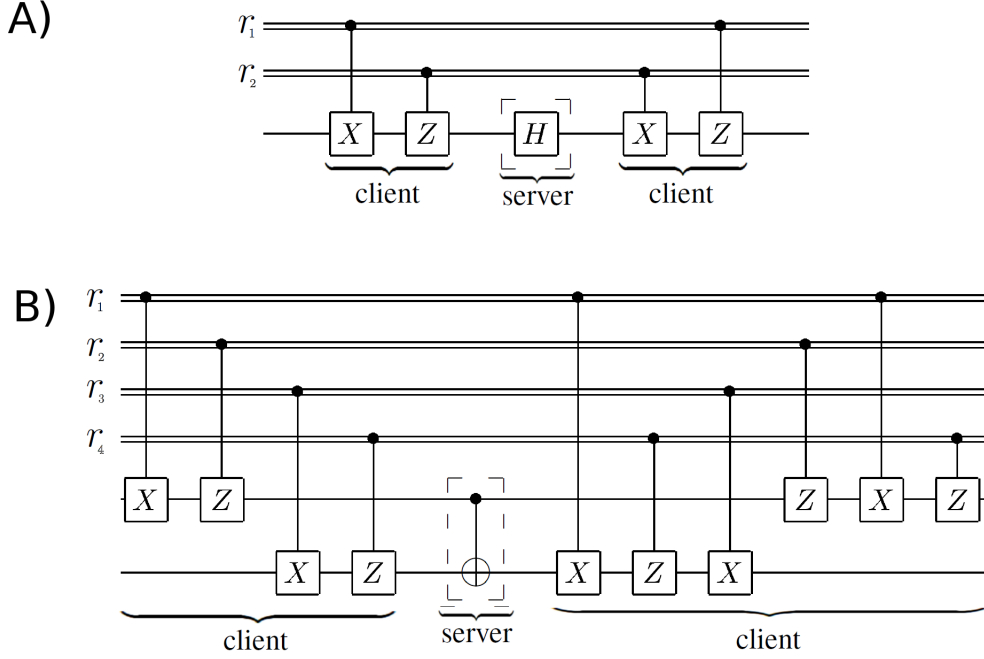 A)
r₁
r₂
X Z H X Z
client server client
B)
r₁
r₂
r₃
r₄
X Z Z X Z
X Z X Z X
client server client